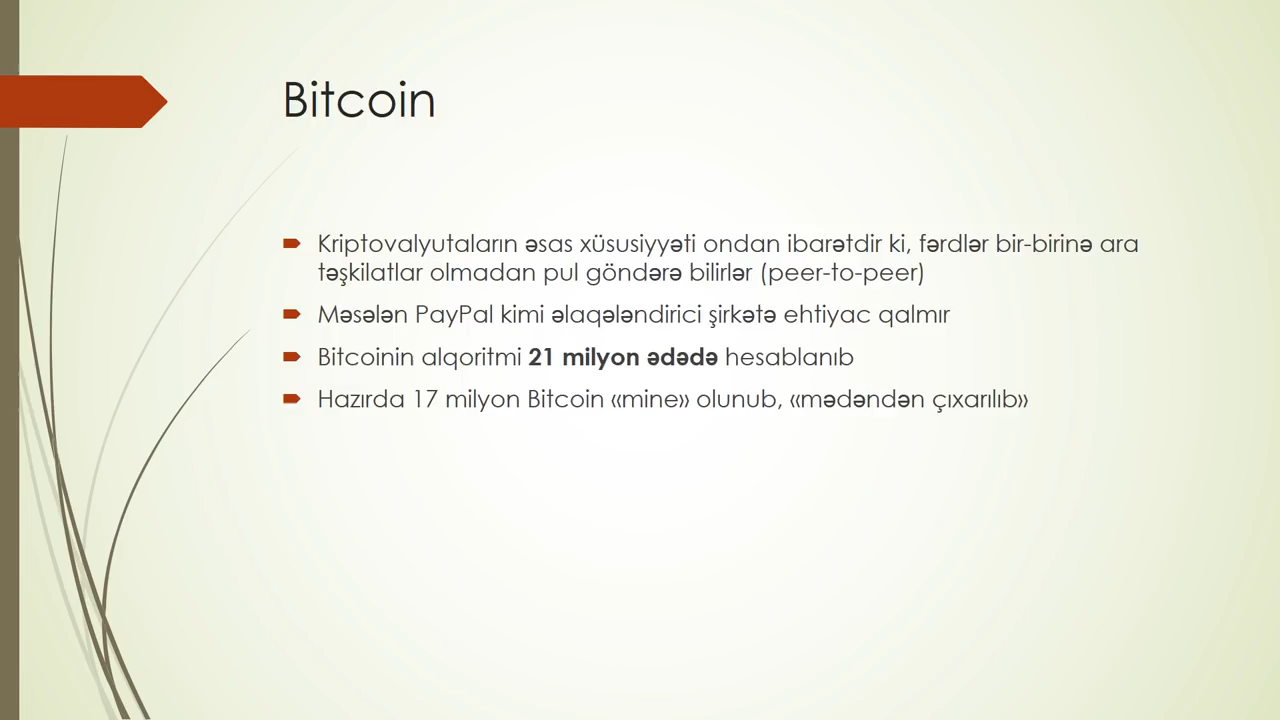 Bitcoin
Kriptovalyutaların əsas xüsusiyyəti ondan ibarətdir ki, fərdlər bir-birinə ara
təşkilatlar olmadan pul göndərə bilirlər (peer-to-peer)
Məsələn PayPal kimi əlaqələndirici şirkətə ehtiyac qalmır
Bitcoinin alqoritmi 21 milyon ədədə hesablanıb
Hazırda 17 milyon Bitcoin «mine» olunub, «mədəndən çıxarılıb»